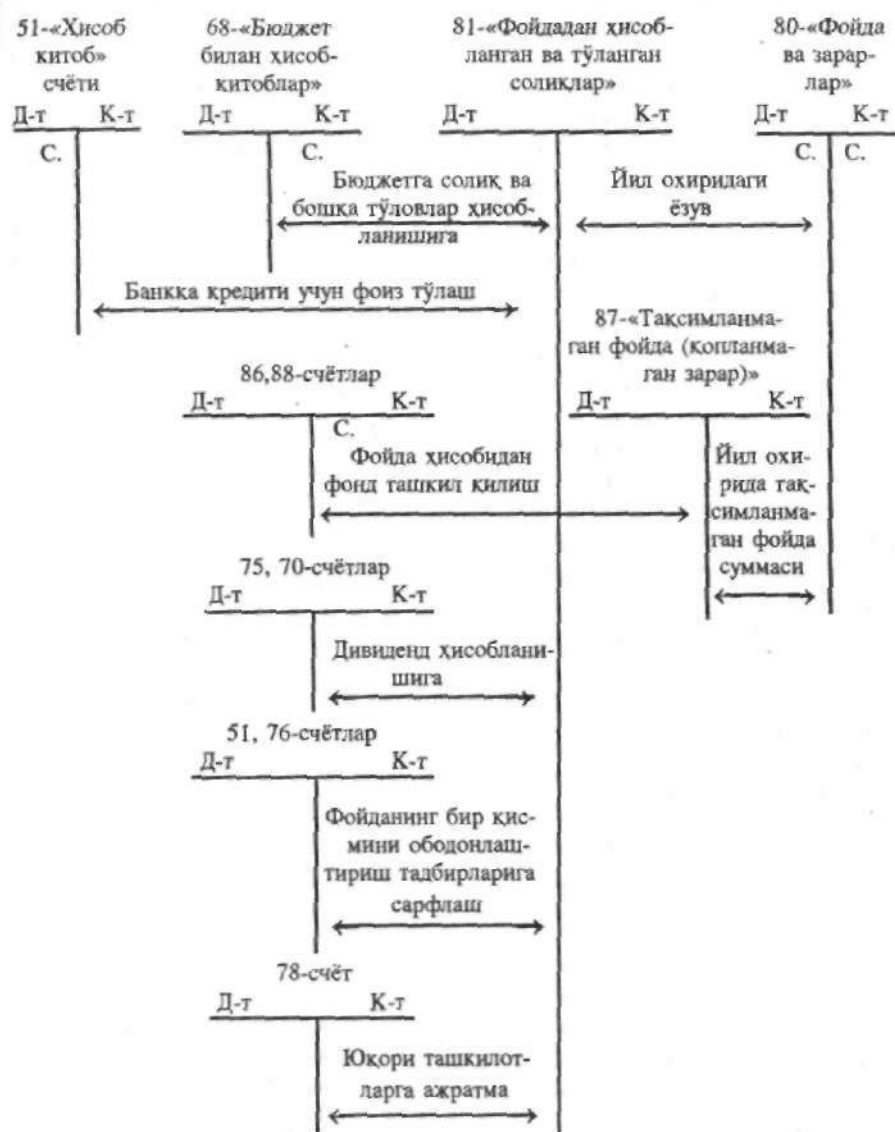 51-«Ҳисоб
китоб»
счёти
Д-т К-т
С.
68-«Бюджет
билан ҳисоб-
китоблар»
Д-т К-т
С.
81-«Фойдадан ҳисоб-
ланган ва тўланган
солиқлар»
Д-т К-т
80-«Фойда
ва зарар-
лар»
Д-т К-т
С. С.
Бюджетга солиқ ва
бошқа тўловлар ҳисоб-
ланишига
Йил охиридаги
ёзув
Банкка кредити учун фоиз тўлаш
87-«Тақсимланма-
ган фойда (қопланма-
ган зарар)»
Д-т К-т
86,88-счётлар
Д-т К-т
С.
Фойда ҳисобидан
фонд ташкил қилиш
Йил охи-
рида тақ-
симланма-
ган фойда
суммаси
75, 70-счётлар
Д-т К-т
Дивиденд ҳисоблани-
шига
51, 76-счётлар
Д-т К-т
Фойданинг бир қис-
мини ободонлаш-
тириш тадбирларига
сарфлаш
78-счёт
Д-т К-т
Юқори ташкилот-
ларга ажратма